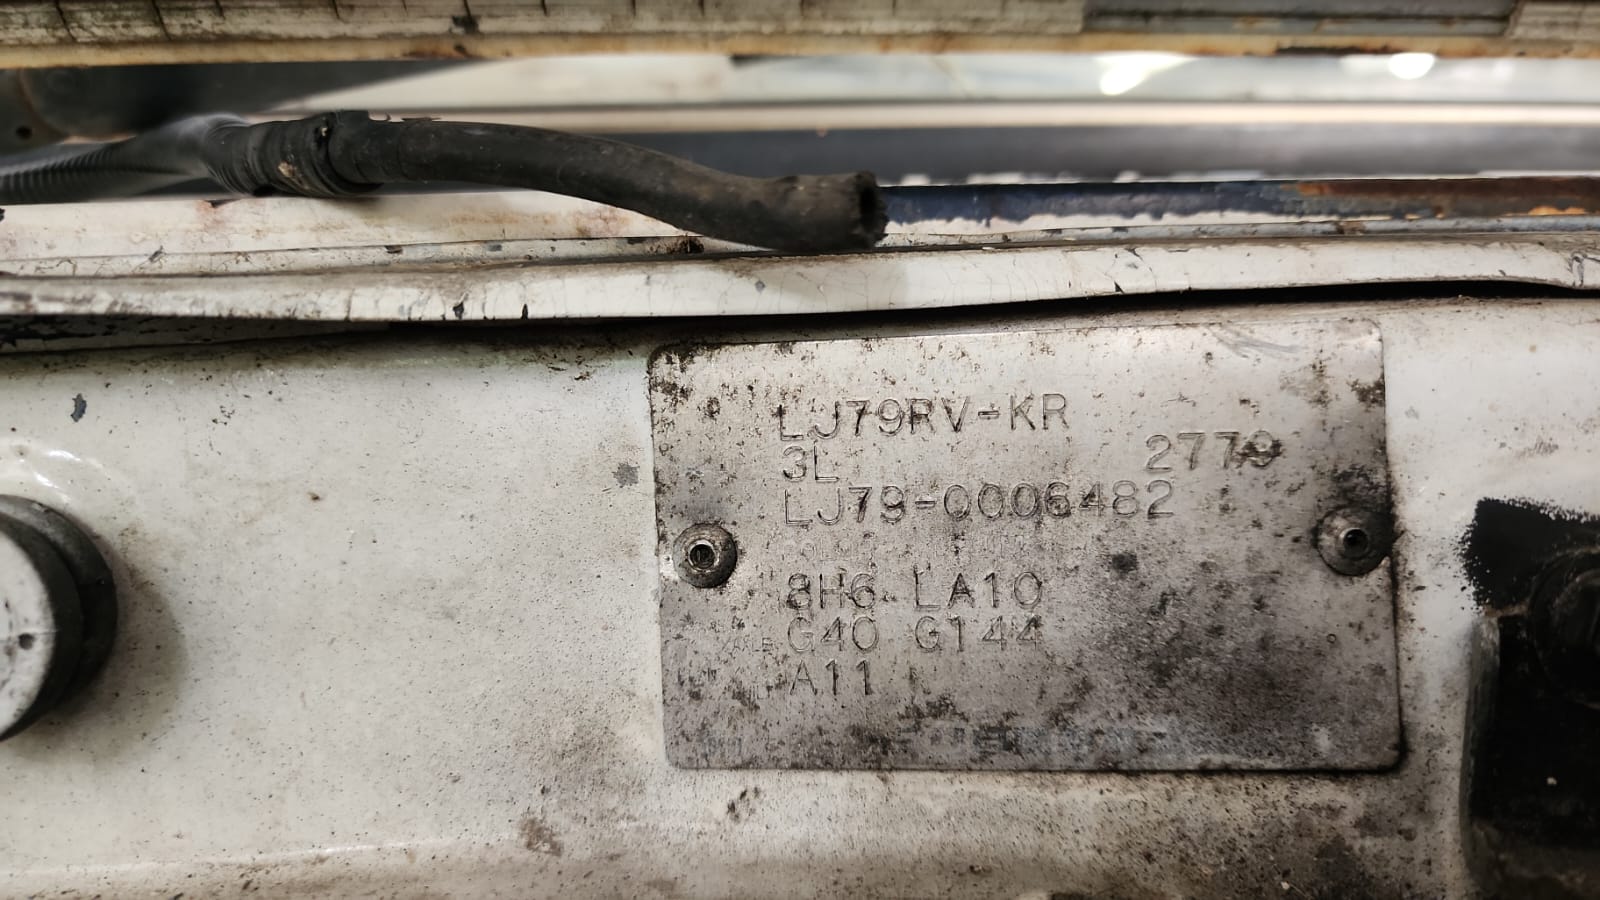 LJ79RV-KR
3L 2779
LJ79-0006482
8H6 LA10
G40 G144
A11